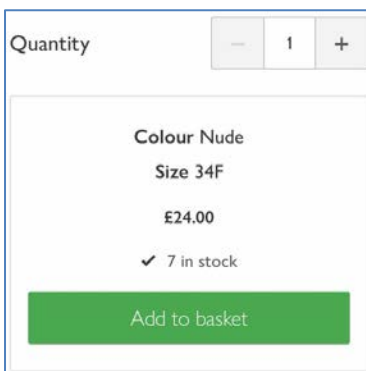 Quantity − 1 +
Colour Nude
Size 34F
£24.00
✓ 7 in stock
Add to basket